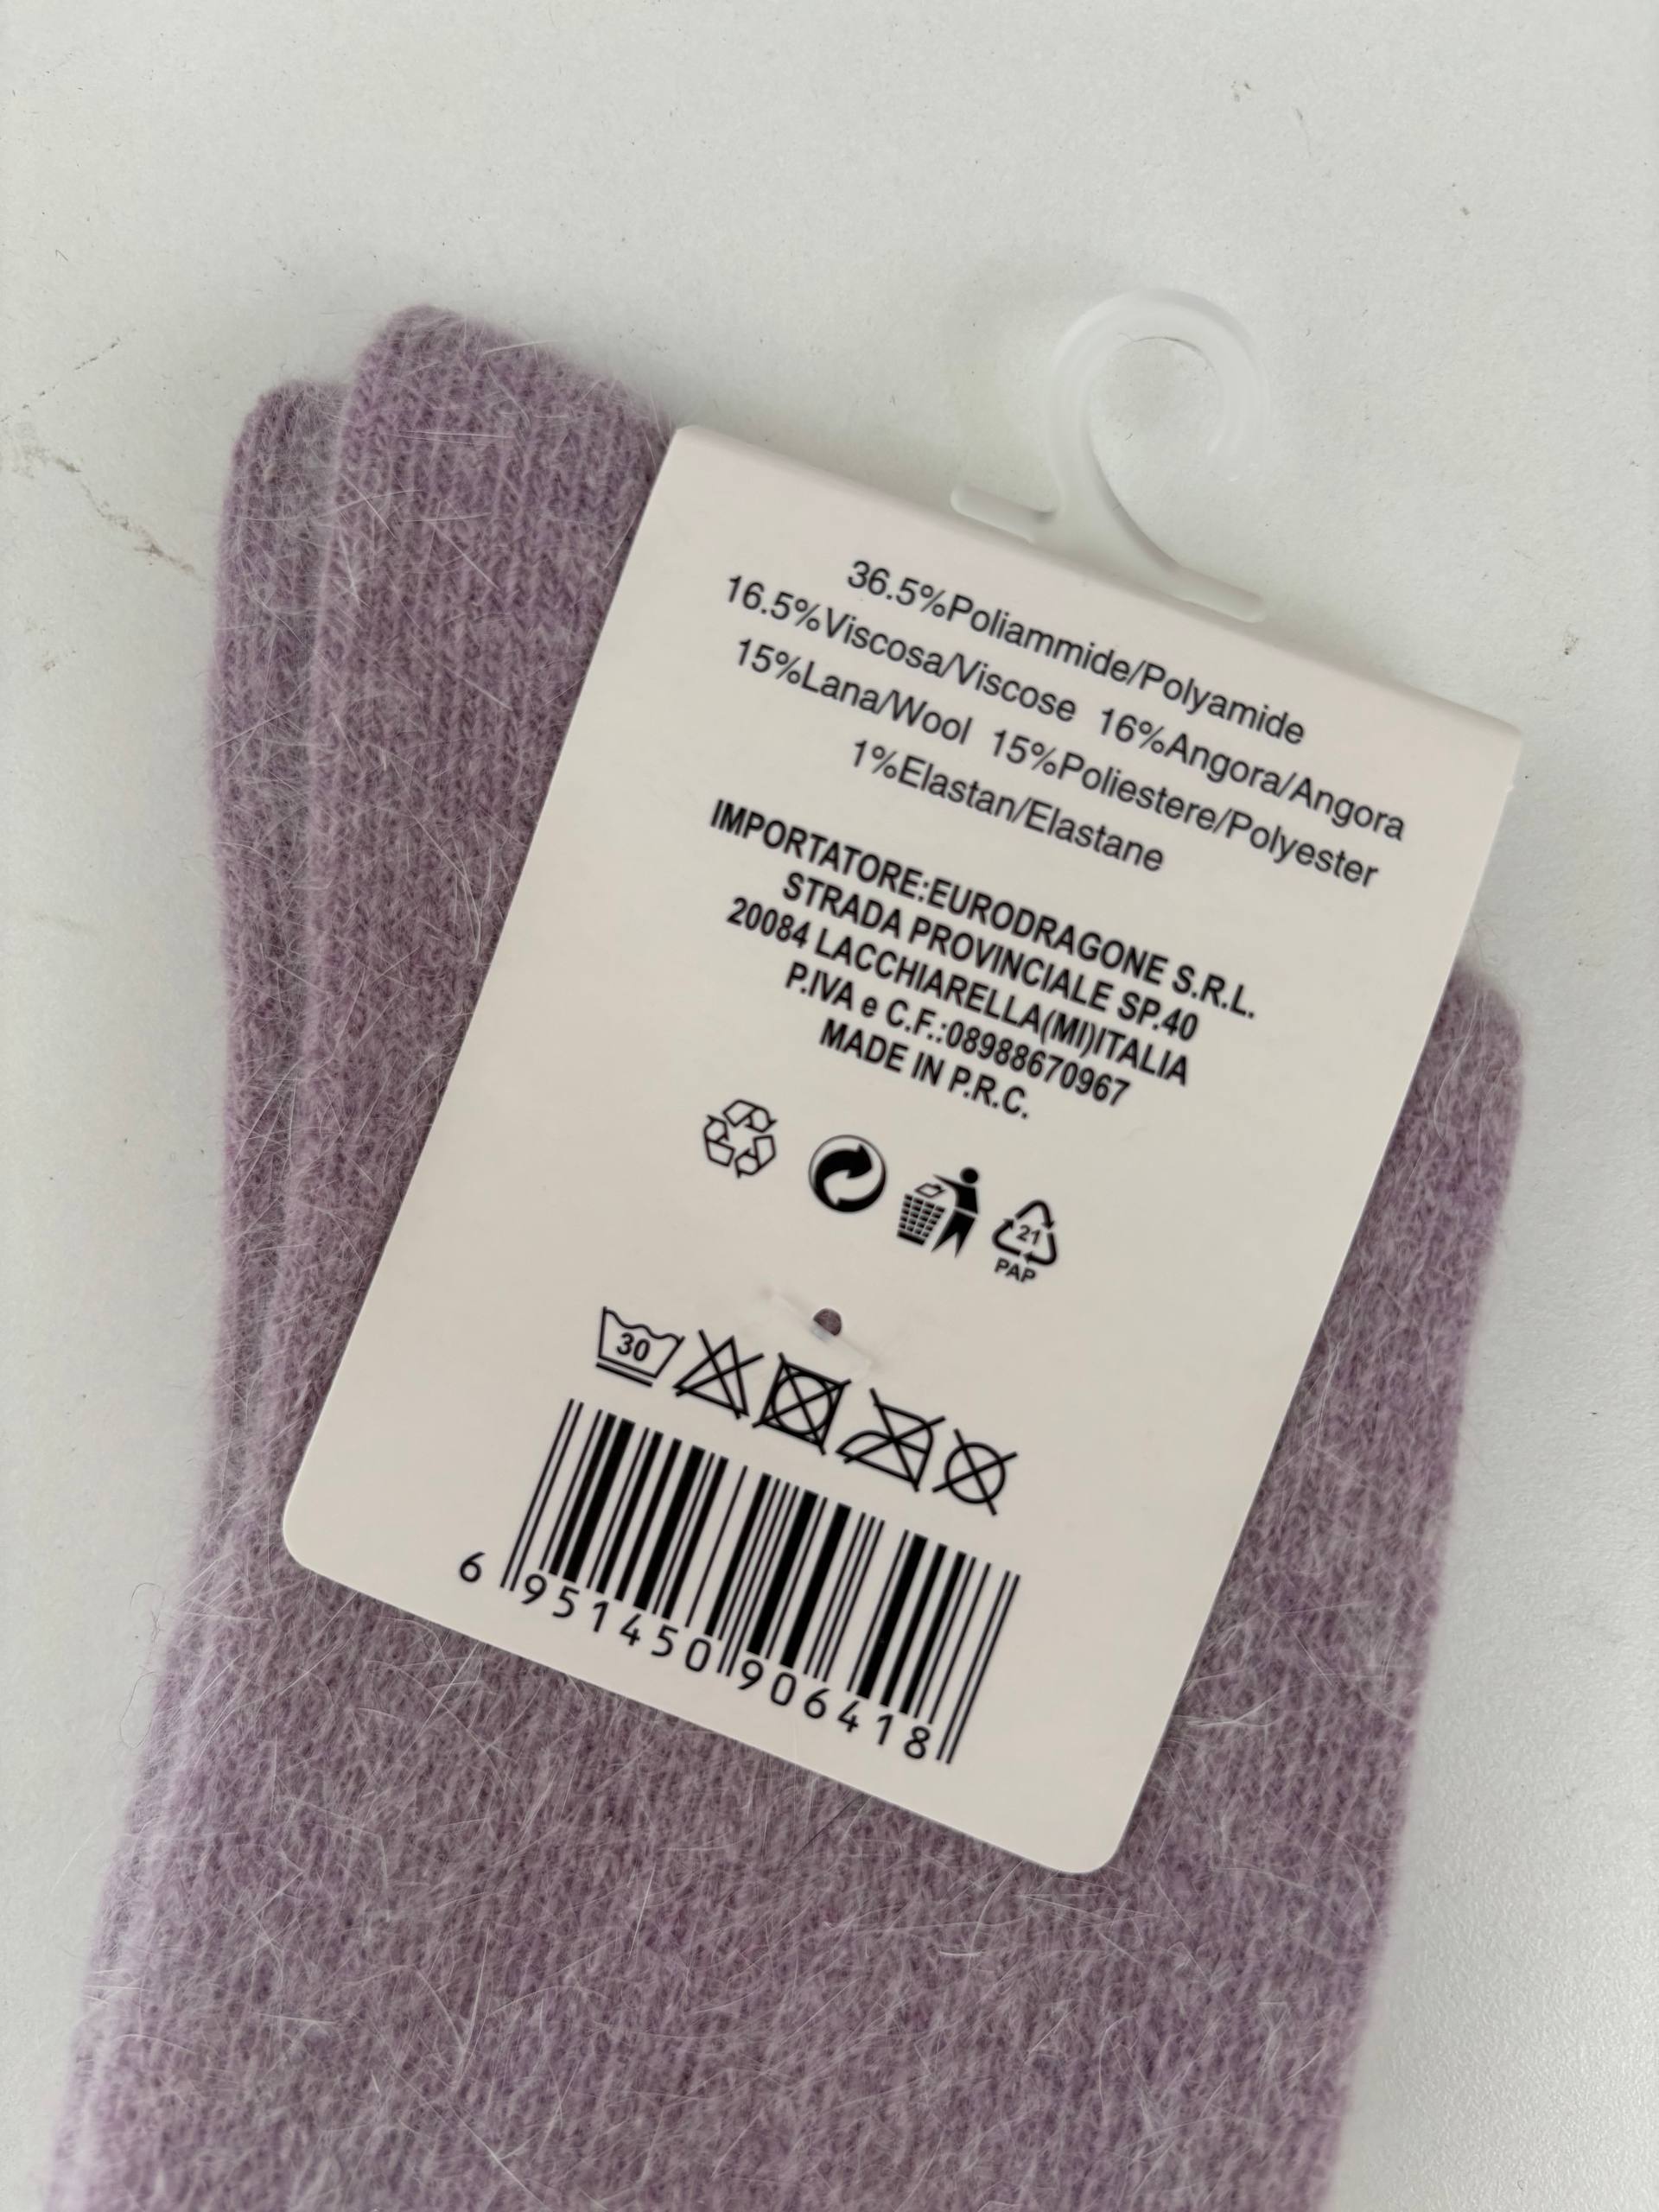 36.5%Poliammide/Polyamide
16.5%Viscosa/Viscose 16%Angora/Angora
15%Lana/Wool 15%Poliestere/Polyester
1%Elastan/Elastane
IMPORTATORE:EURODRAGONE S.R.L.
STRADA PROVINCIALE SP.40
20084 LACCHIARELLA(MI)ITALIA
P.IVA e C.F.:08988670967
MADE IN P.R.C.
21
PAP
30
6 951450 906418